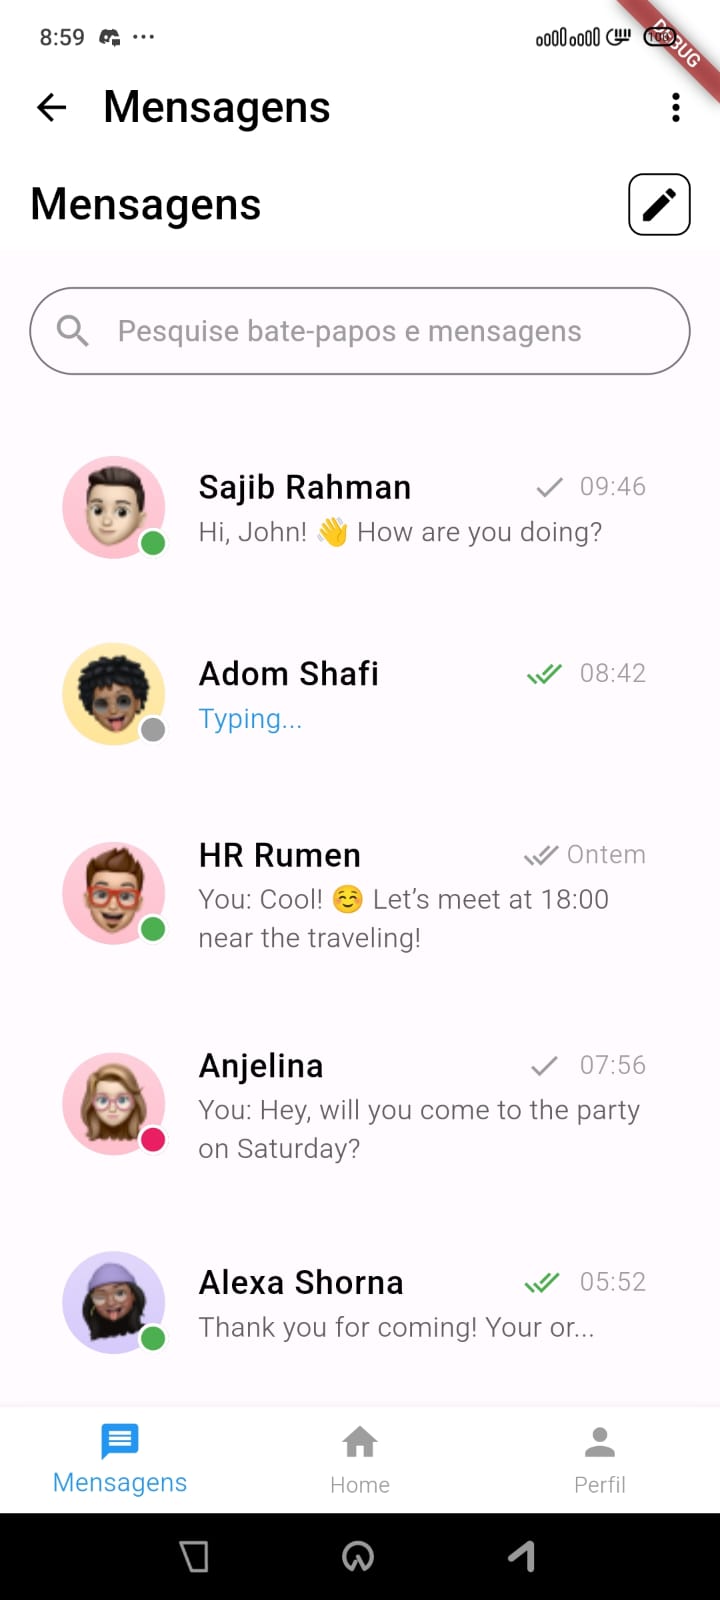 8:59
DEBUG
Mensagens
Mensagens
Pesquise bate-papos e mensagens
Sajib Rahman 09:46
Hi, John! 👋 How are you doing?
Adom Shafi 08:42
Typing...
HR Rumen Ontem
You: Cool! ☺️ Let’s meet at 18:00
near the traveling!
Anjelina 07:56
You: Hey, will you come to the party
on Saturday?
Alexa Shorna 05:52
Thank you for coming! Your or...
Mensagens Home Perfil